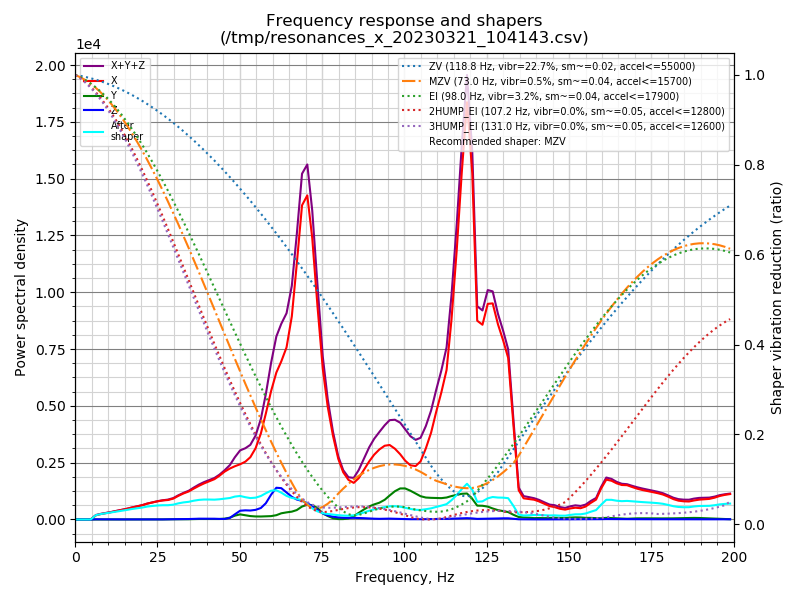 Frequency response and shapers
(/tmp/resonances_x_20230321_104143.csv)
1e4
X+Y+Z
X
Y
Z
After
shaper
ZV (118.8 Hz, vibr=22.7%, sm~=0.02, accel<=55000)
MZV (73.0 Hz, vibr=0.5%, sm~=0.04, accel<=15700)
EI (98.0 Hz, vibr=3.2%, sm~=0.04, accel<=17900)
2HUMP_EI (107.2 Hz, vibr=0.0%, sm~=0.05, accel<=12800)
3HUMP_EI (131.0 Hz, vibr=0.0%, sm~=0.05, accel<=12600)
Recommended shaper: MZV
Power spectral density
2.00
1.75
1.50
1.25
1.00
0.75
0.50
0.25
0.00
1.0
0.8
0.6
0.4
0.2
0.0
Shaper vibration reduction (ratio)
0 25 50 75 100 125 150 175 200
Frequency, Hz